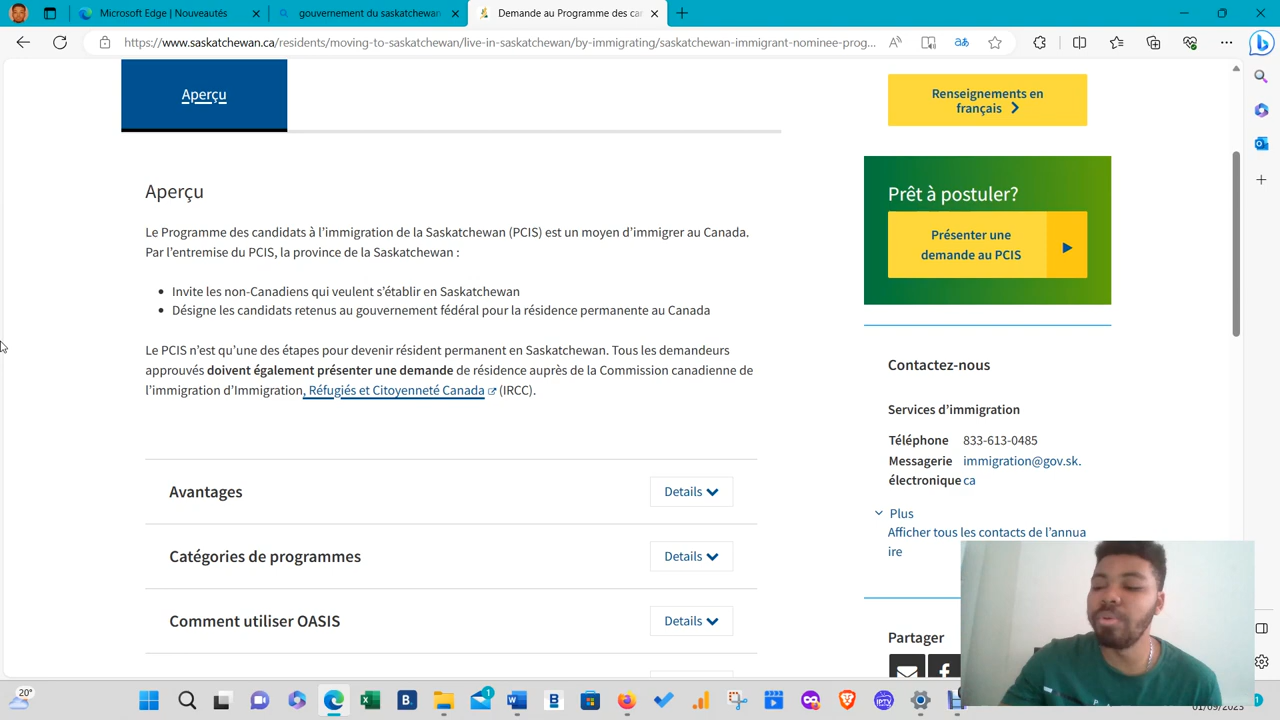 Microsoft Edge | Nouveautés
gouvernement du saskatchewan
Demande au Programme des ca
https://www.saskatchewan.ca/residents/moving-to-saskatchewan/live-in-saskatchewan/by-immigrating/saskatchewan-immigrant-nominee-prog...
Aperçu
Renseignements en
français
Aperçu
Le Programme des candidats à l'immigration de la Saskatchewan (PCIS) est un moyen d'immigrer au Canada.
Par l'entremise du PCIS, la province de la Saskatchewan :
• Invite les non-Canadiens qui veulent s'établir en Saskatchewan
• Désigne les candidats retenus au gouvernement fédéral pour la résidence permanente au Canada
Le PCIS n'est qu'une des étapes pour devenir résident permanent en Saskatchewan. Tous les demandeurs
approuvés doivent également présenter une demande de résidence auprès de la Commission canadienne de
l'immigration d'Immigration, Réfugiés et Citoyenneté Canada (IRCC).
Avantages
Details
Catégories de programmes
Details
Comment utiliser OASIS
Details
Prêt à postuler?
Présenter une
demande au PCIS
Contactez-nous
Services d'immigration
Téléphone 833-613-0485
Messagerie immigration@gov.sk.
électronique ca
Plus
Afficher tous les contacts de l'annua
ire
Partager
20°
01/09/2023